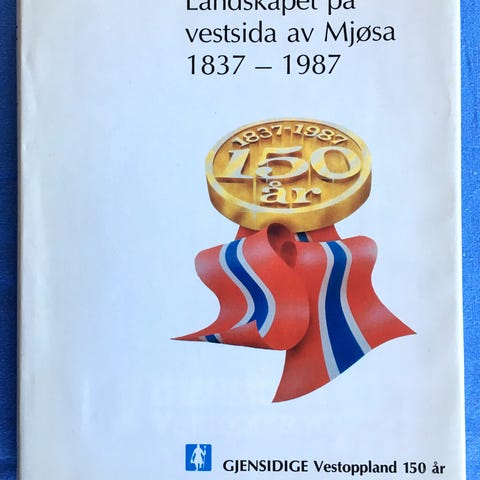 Landskapet på
vestsida av Mjøsa
1837 – 1987
1837-1987
150
år
GJENSIDIGE Vestoppland 150 år